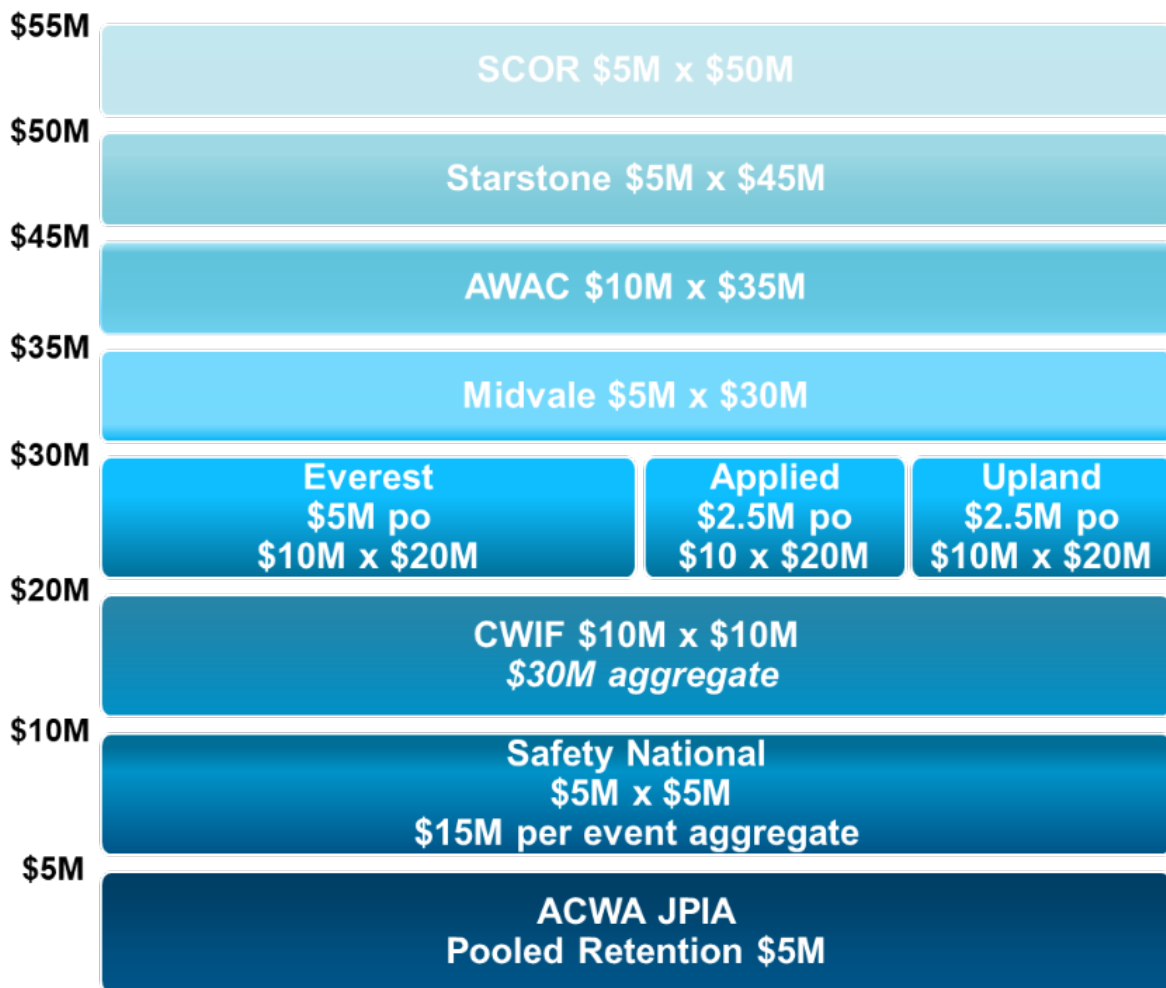 $55M
SCOR $5M x $50M
$50M
Starstone $5M x $45M
$45M
AWAC $10M x $35M
$35M
Midvale $5M x $30M
$30M
Everest
$5M po
$10M x $20M
Applied
$2.5M po
$10 x $20M
Upland
$2.5M po
$10M x $20M
$20M
CWIF $10M x $10M
$30M aggregate
$10M
Safety National
$5M x $5M
$15M per event aggregate
$5M
ACWA JPIA
Pooled Retention $5M